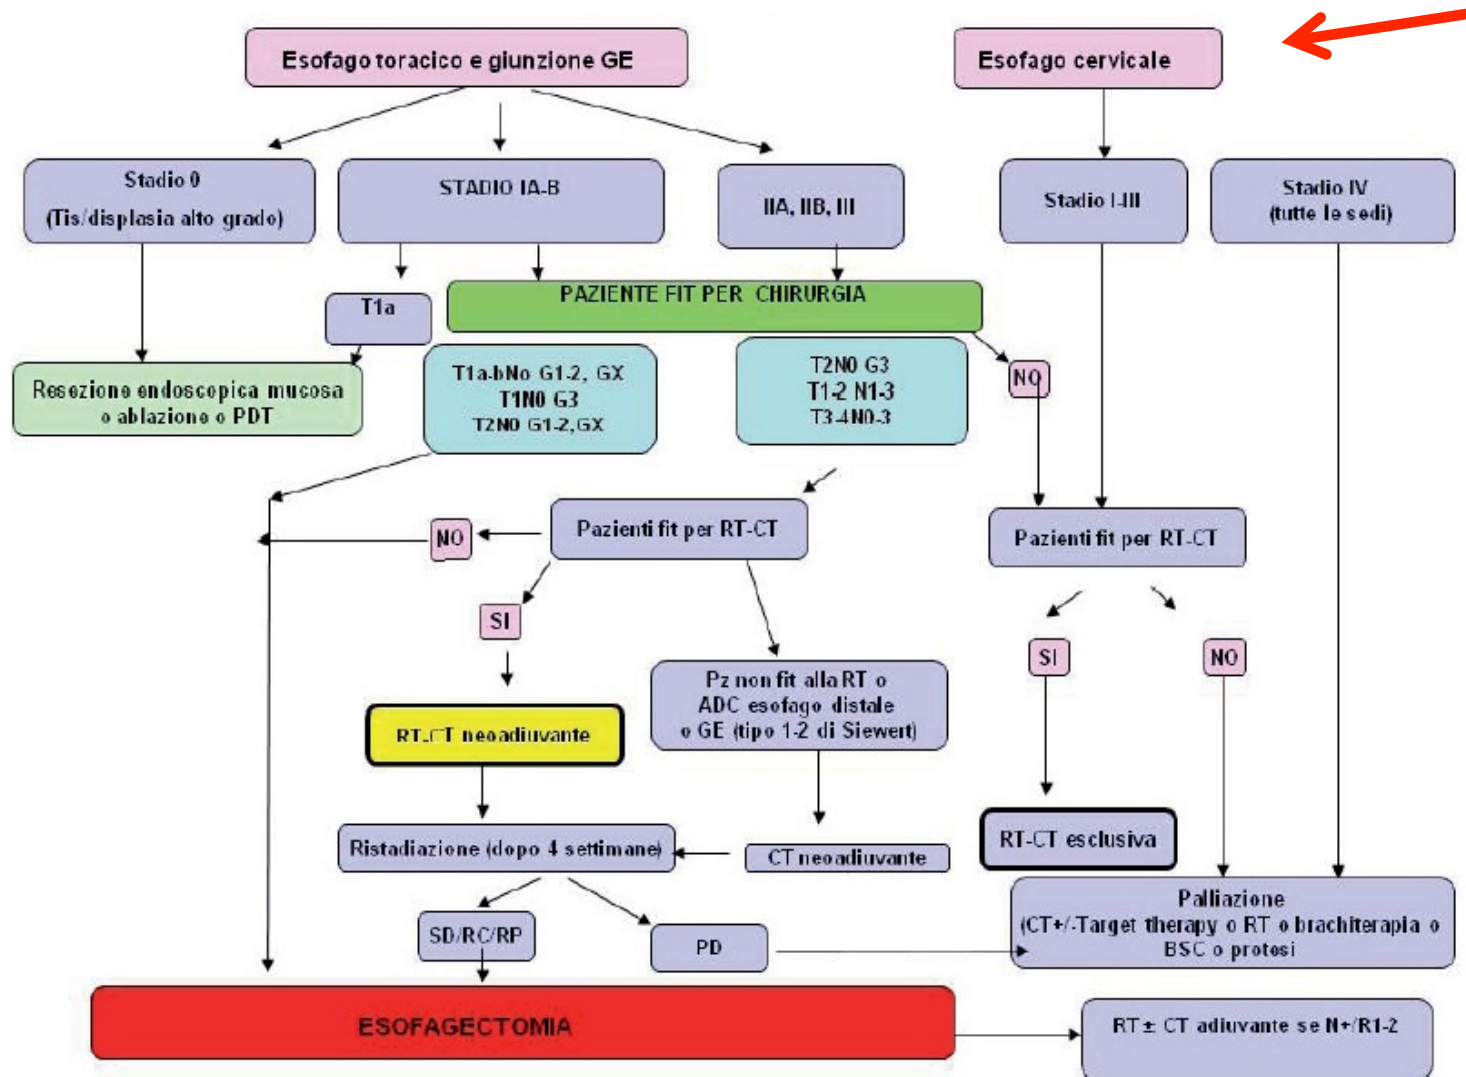 Esofago toracico e giunzione GE
Esofago cervicale
Stadio 0
(Tis/displasia alto grado)
STADIO IA-B
IIA, IIB, III
Stadio I-III
Stadio IV
(tutte le sedi)
T1a
PAZIENTE FIT PER CHIRURGIA
Resezione endoscopica mucosa
o ablazione o PDT
T1a-bNo G1-2, GX
T1N0 G3
T2N0 G1-2,GX
T2N0 G3
T1-2 N1-3
T3-4N0-3
NO
NO
Pazienti fit per RT-CT
Pazienti fit per RT-CT
SI
Pz non fit alla RT o
ADC esofago distale
o GE (tipo 1-2 di Siewert)
SI
NO
RT-CT neoadiuvante
Ristadiazione (dopo 4 settimane)
CT neoadiuvante
RT-CT esclusiva
SD/RC/RP
PD
Palliazione
(CT+/-Target therapy o RT o brachiterapia o
BSC o protesi
ESOFAGECTOMIA
RT ± CT adiuvante se N+/R1-2